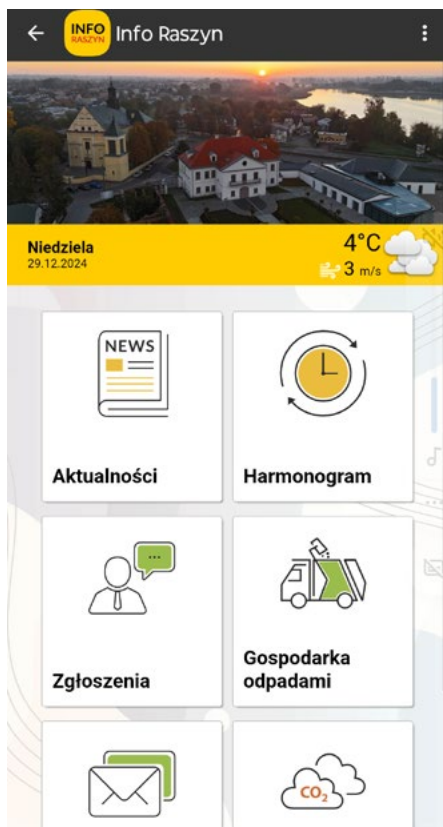 INFO
RASZYN
Info Raszyn
Niedziela
29.12.2024
4°C
3 m/s
NEWS
Aktualności
Harmonogram
Zgłoszenia
Gospodarka
odpadami
CO₂